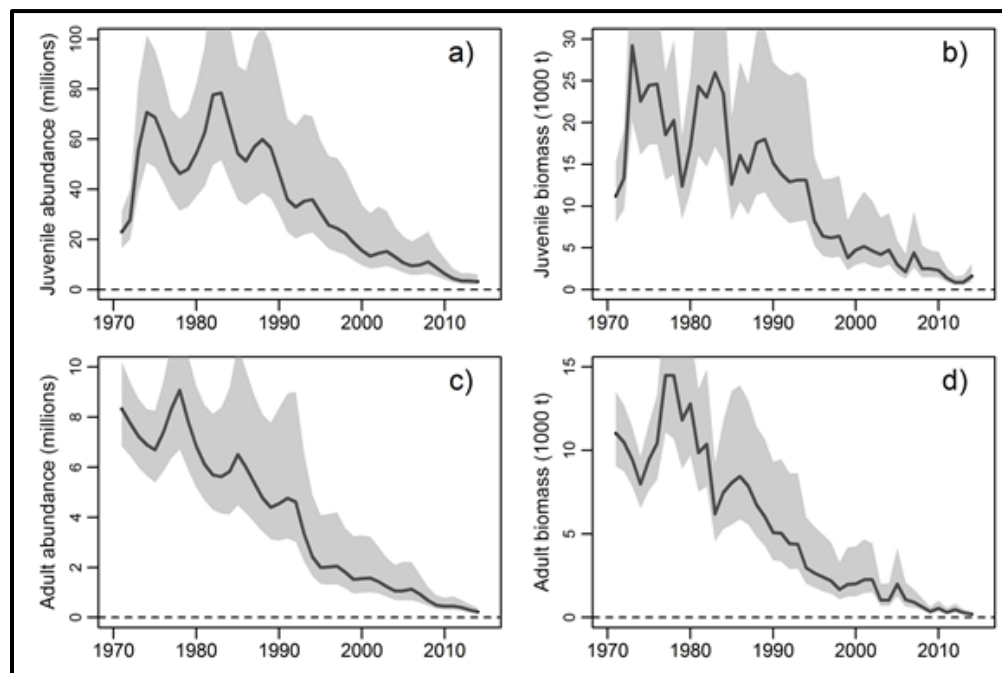 Juvenile abundance (millions)
100
80
60
40
20
0
a)
1970 1980 1990 2000 2010
Juvenile biomass (1000 t)
30
25
20
15
10
5
0
b)
1970 1980 1990 2000 2010
Adult abundance (millions)
10
8
6
4
2
0
c)
1970 1980 1990 2000 2010
Adult biomass (1000 t)
15
10
5
0
d)
1970 1980 1990 2000 2010